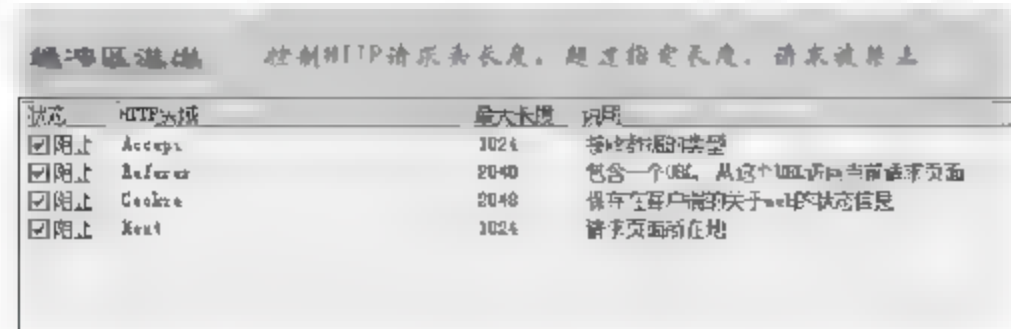 缓冲区溢出 控制HTTP请求头长度，超过指定长度，请求被禁止
状态 HTTP头域 最大长度 说明
阻止 Accept 1024 接收数据的类型
阻止 Referer 2048 包含一个URL，从这个URL访问当前请求页面
阻止 Cookie 2048 保存在客户端的关于web的状态信息
阻止 Host 1024 请求页面所在地